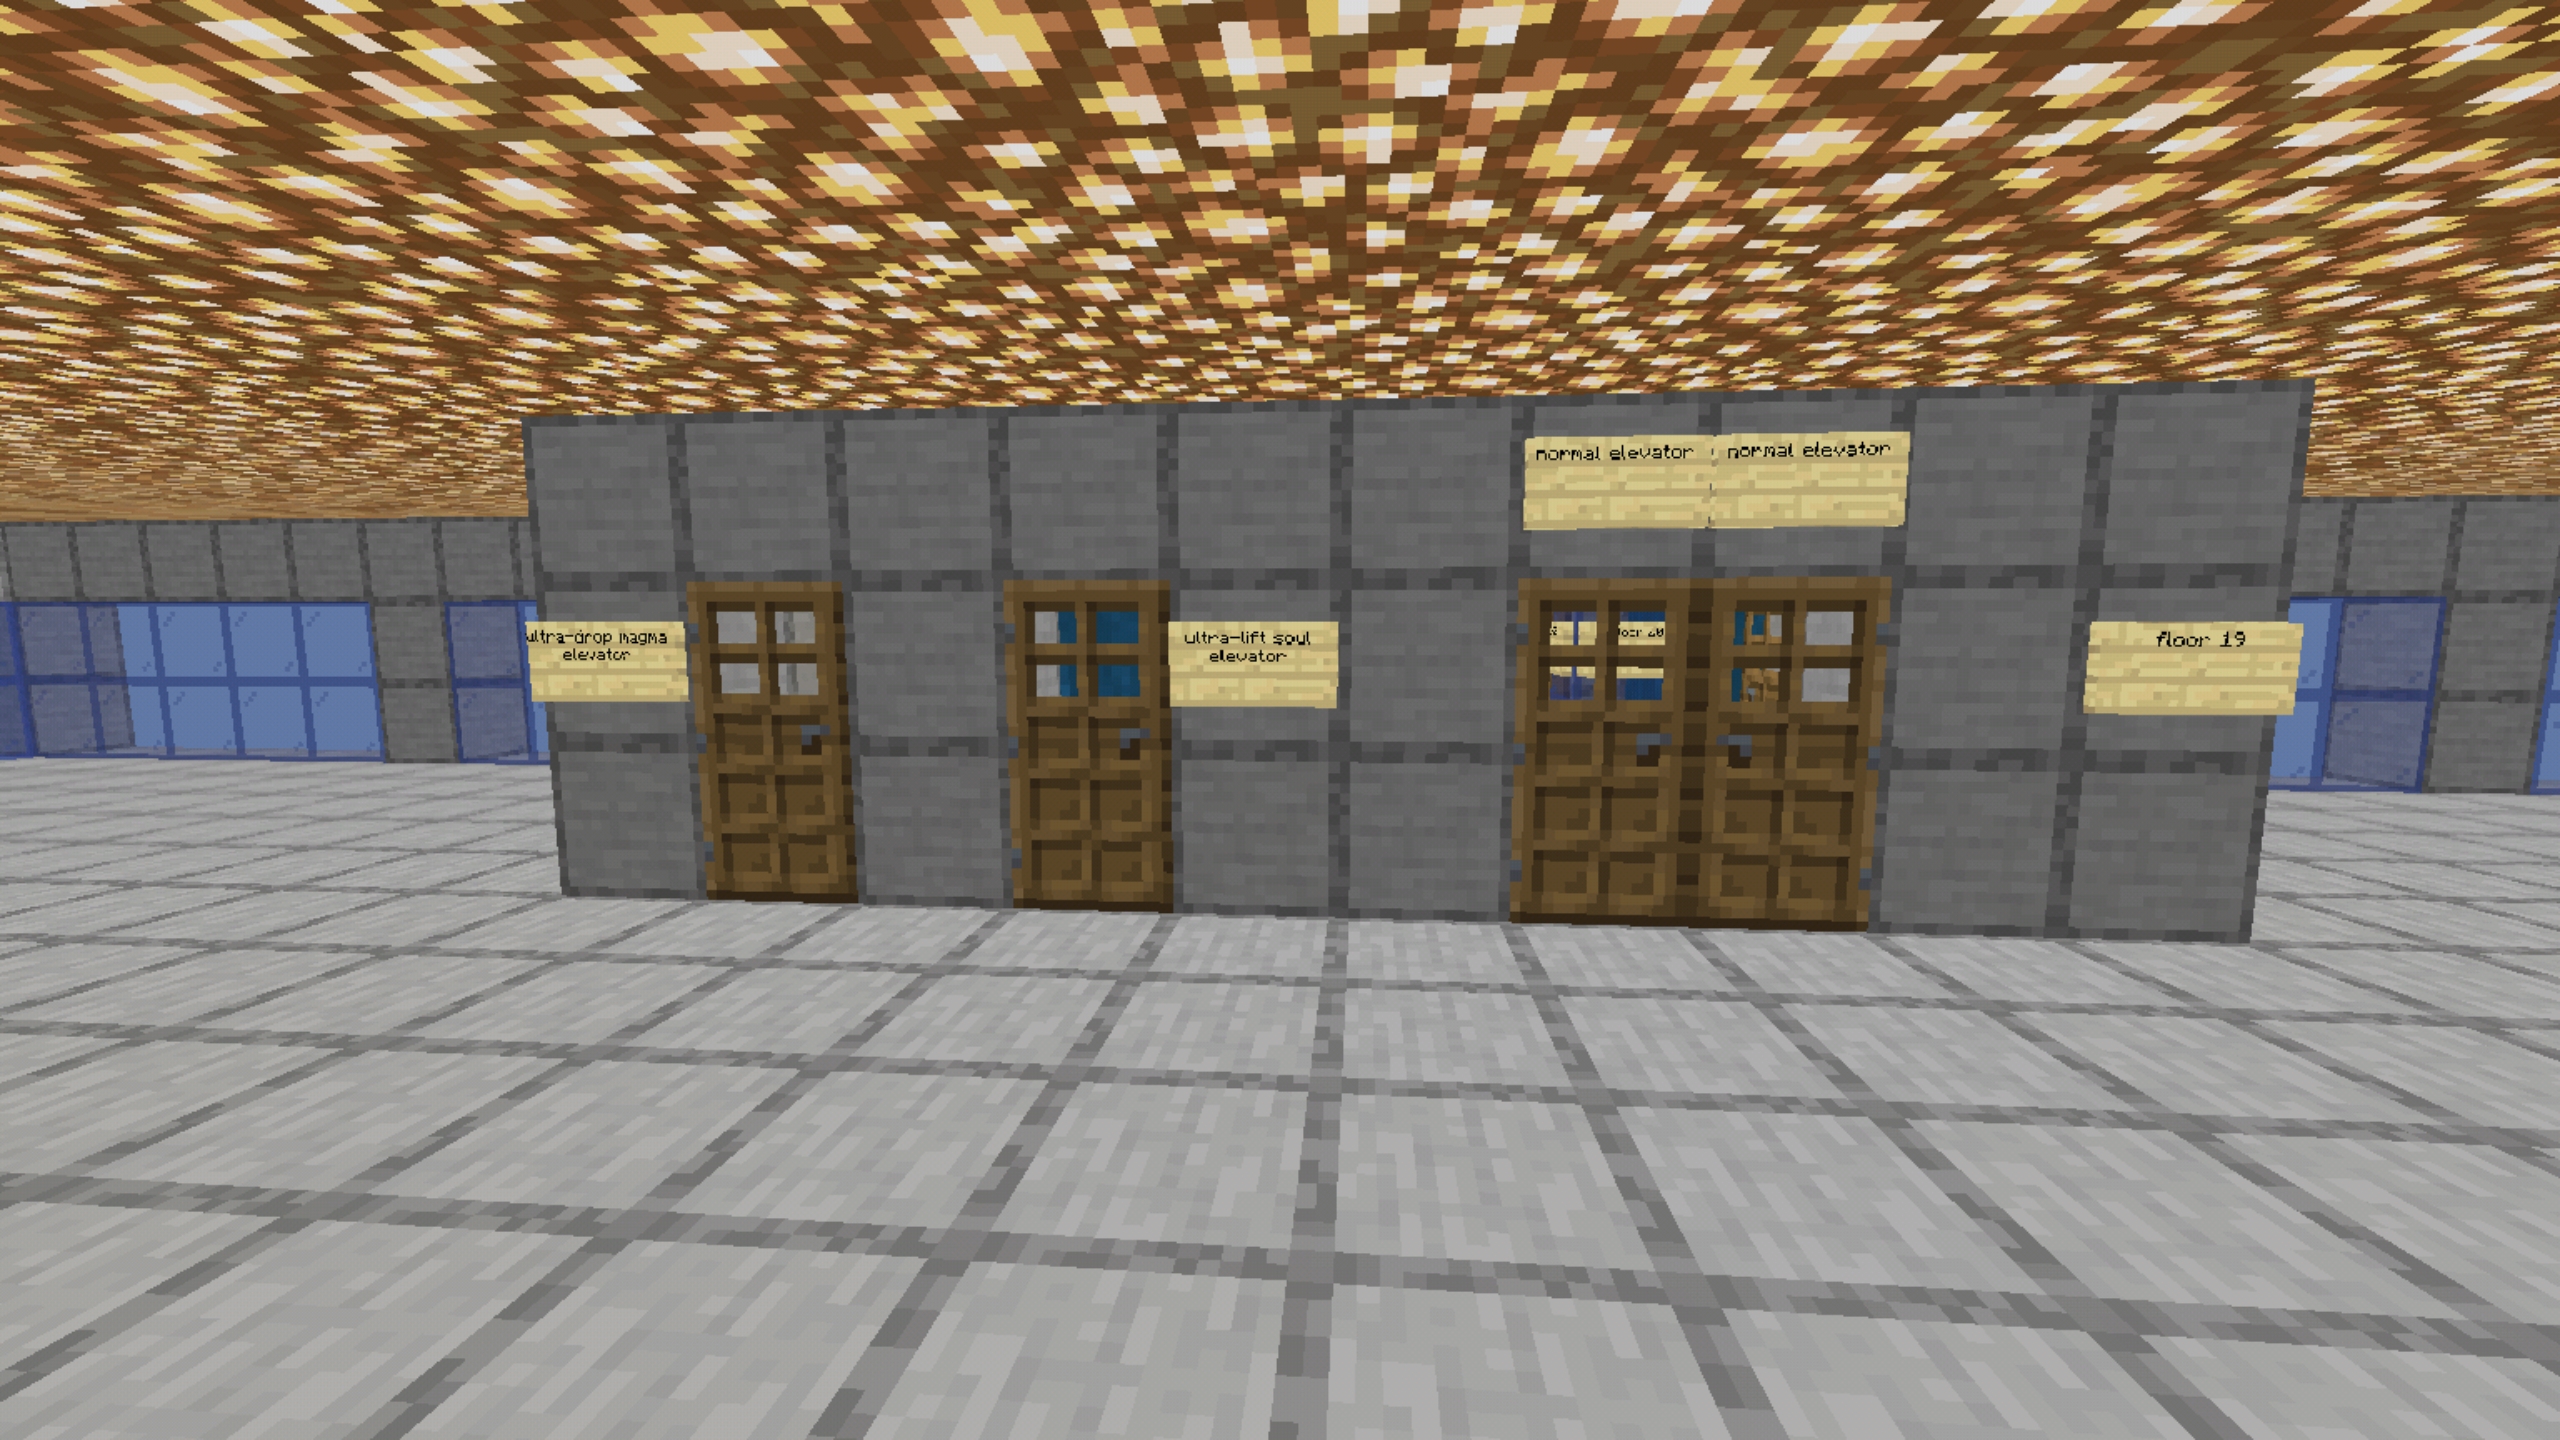 normal elevator
normal elevator
ultra-drop magma
elevator
ultra-lift soul
elevator
floor 19